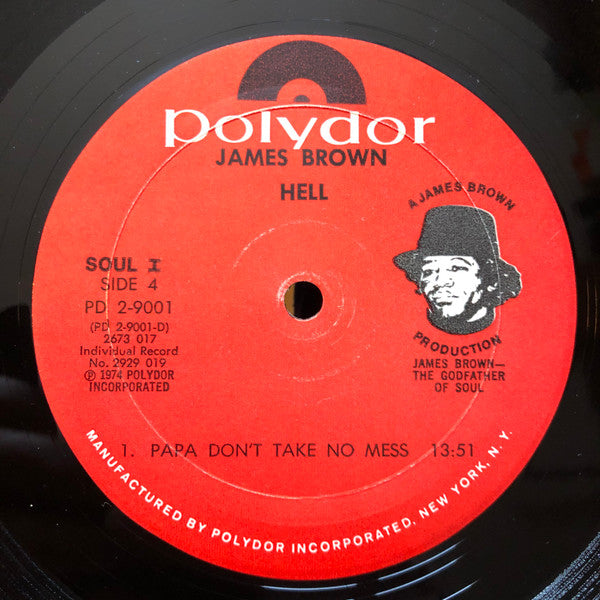 polydor
JAMES BROWN
HELL
A JAMES BROWN
PRODUCTION
JAMES BROWN—
THE GODFATHER
OF SOUL
SOUL I
SIDE 4
PD 2-9001
(PD 2-9001-D)
2673 017
Individual Record
No. 2929 019
℗ 1974 POLYDOR
INCORPORATED
1. PAPA DON'T TAKE NO MESS 13:51
MANUFACTURED BY POLYDOR INCORPORATED, NEW YORK, N.Y.